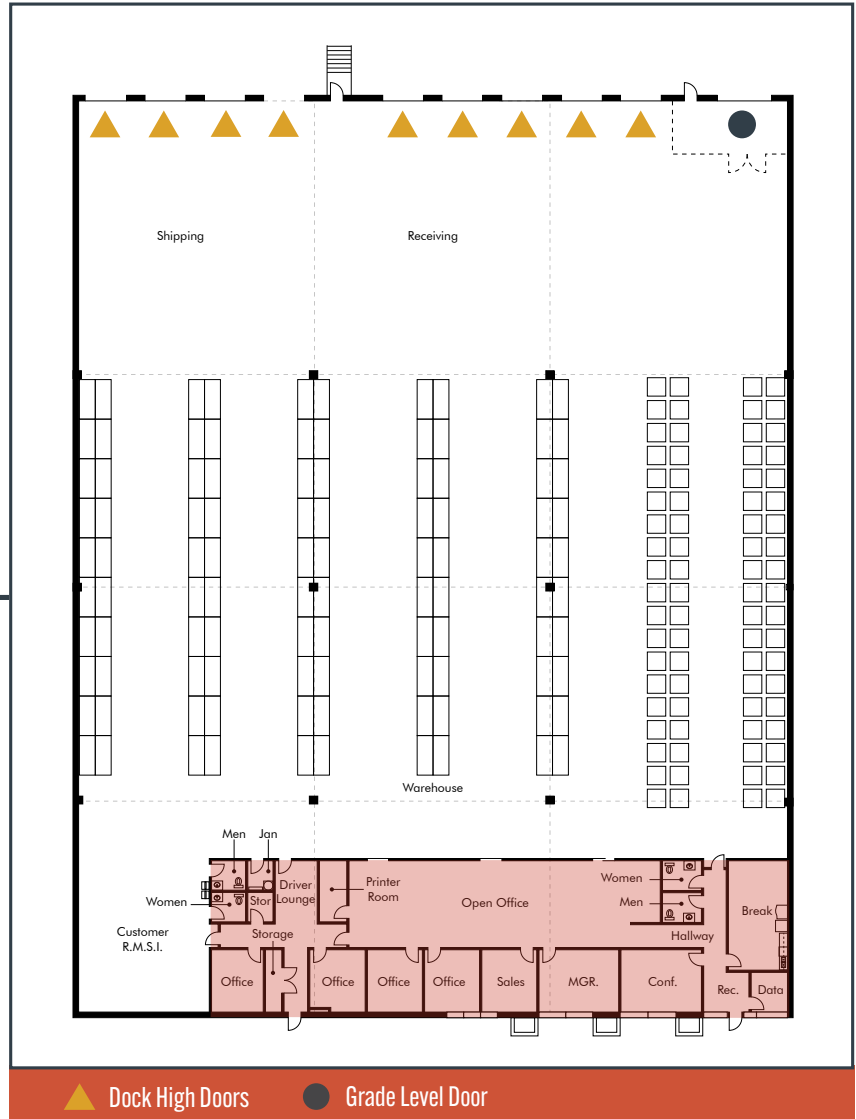 Shipping
Receiving
Warehouse
Men
Jan
Women
Stor
Driver
Lounge
Printer
Room
Storage
Customer
R.M.S.I.
Open Office
Women
Men
Hallway
Break
Office
Office
Office
Office
Sales
MGR.
Conf.
Rec.
Data
Dock High Doors
Grade Level Door